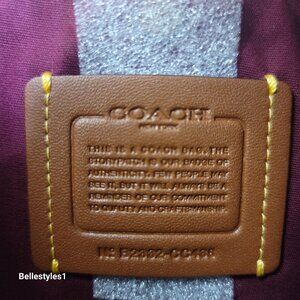 COACH
NEW YORK
THIS IS A COACH BAG. THE
STORYPATCH IS OUR BADGE OF
AUTHENTICITY. FEW PEOPLE MAY
SEE IT, BUT IT WILL ALWAYS BE A
REMINDER OF OUR COMMITMENT
TO QUALITY AND CRAFTSMANSHIP.
Bellestyles1